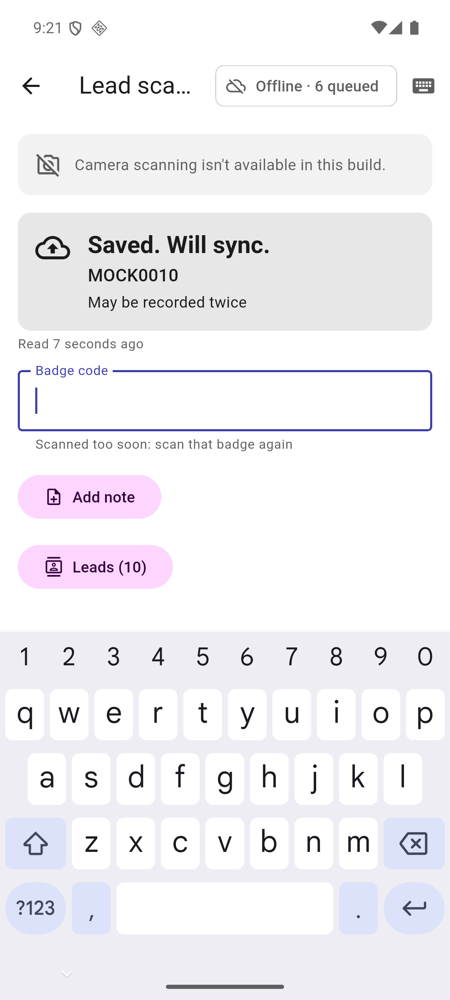 9:21
Lead sca...
Offline · 6 queued
Camera scanning isn't available in this build.
Saved. Will sync.
MOCK0010
May be recorded twice
Read 7 seconds ago
Badge code
Scanned too soon: scan that badge again
Add note
Leads (10)
1 2 3 4 5 6 7 8 9 0
q w e r t y u i o p
a s d f g h j k l
z x c v b n m
?123 , .